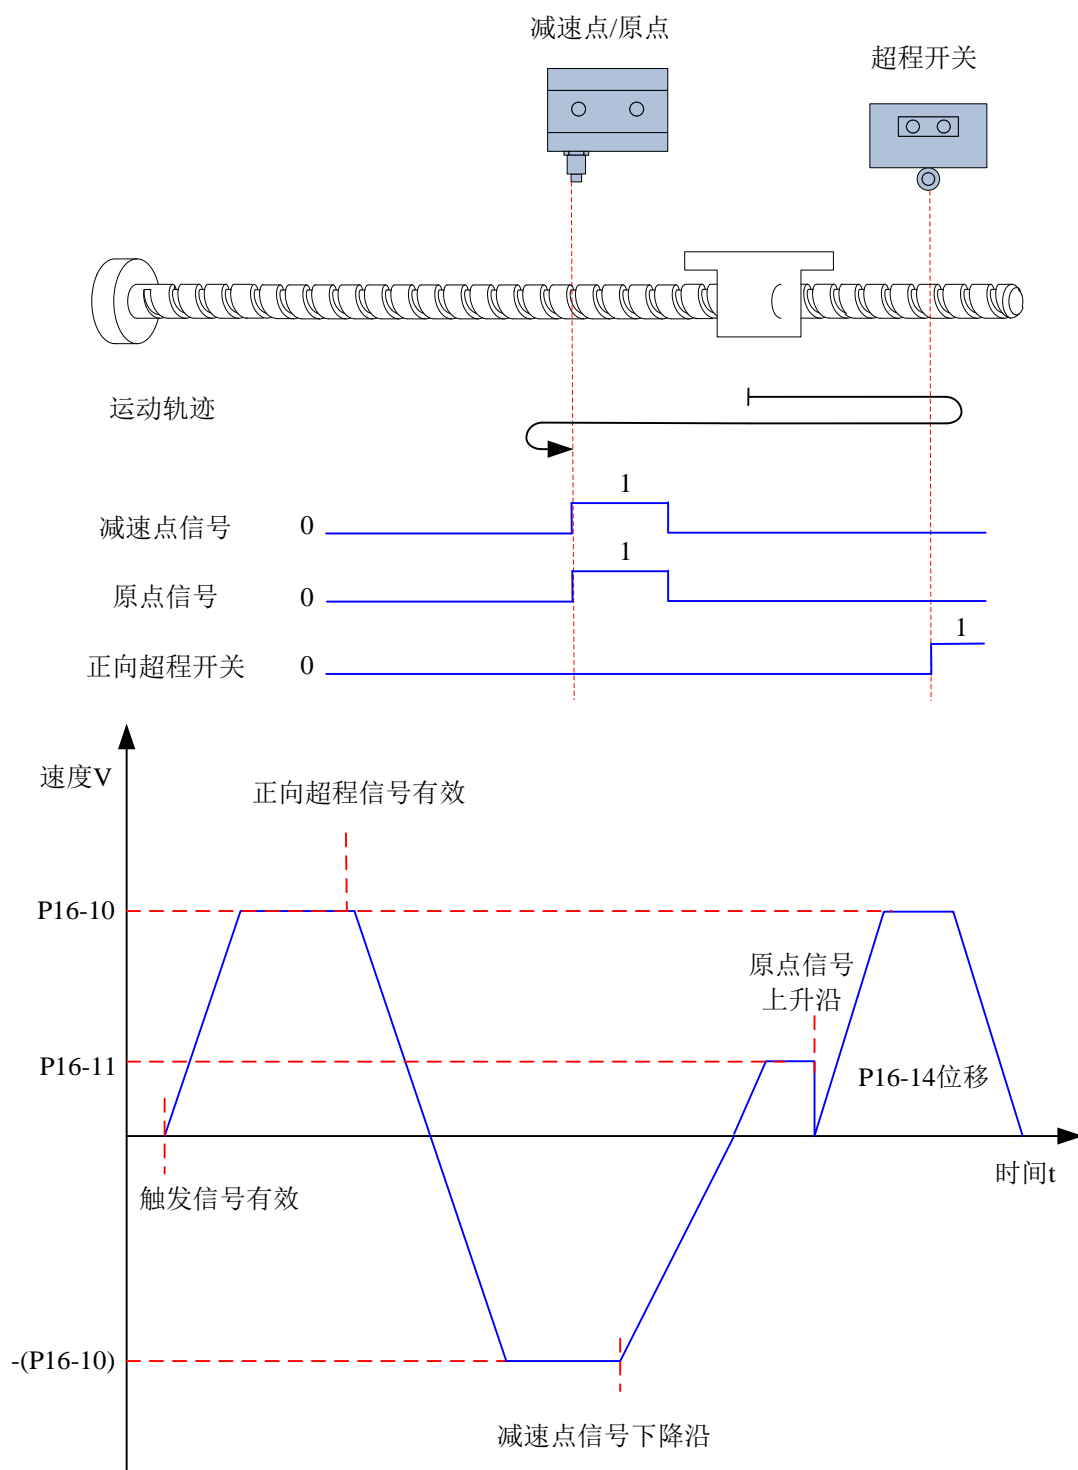 减速点/原点
超程开关
运动轨迹
1
减速点信号
0
1
原点信号
0
1
正向超程开关
0
速度V
正向超程信号有效
P16-10
原点信号
上升沿
P16-11
P16-14位移
时间t
触发信号有效
-(P16-10)
减速点信号下降沿